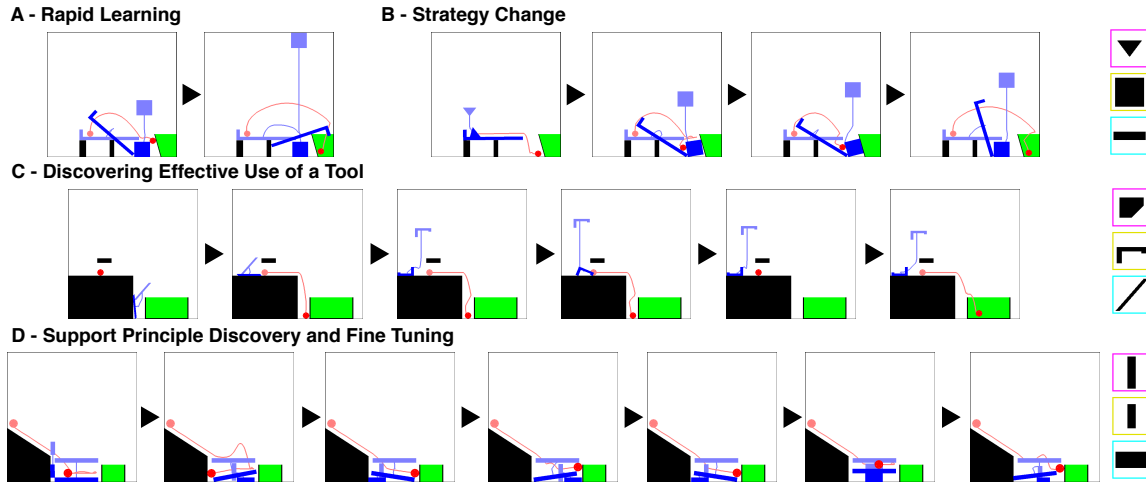 A - Rapid Learning
B - Strategy Change
C - Discovering Effective Use of a Tool
D - Support Principle Discovery and Fine Tuning